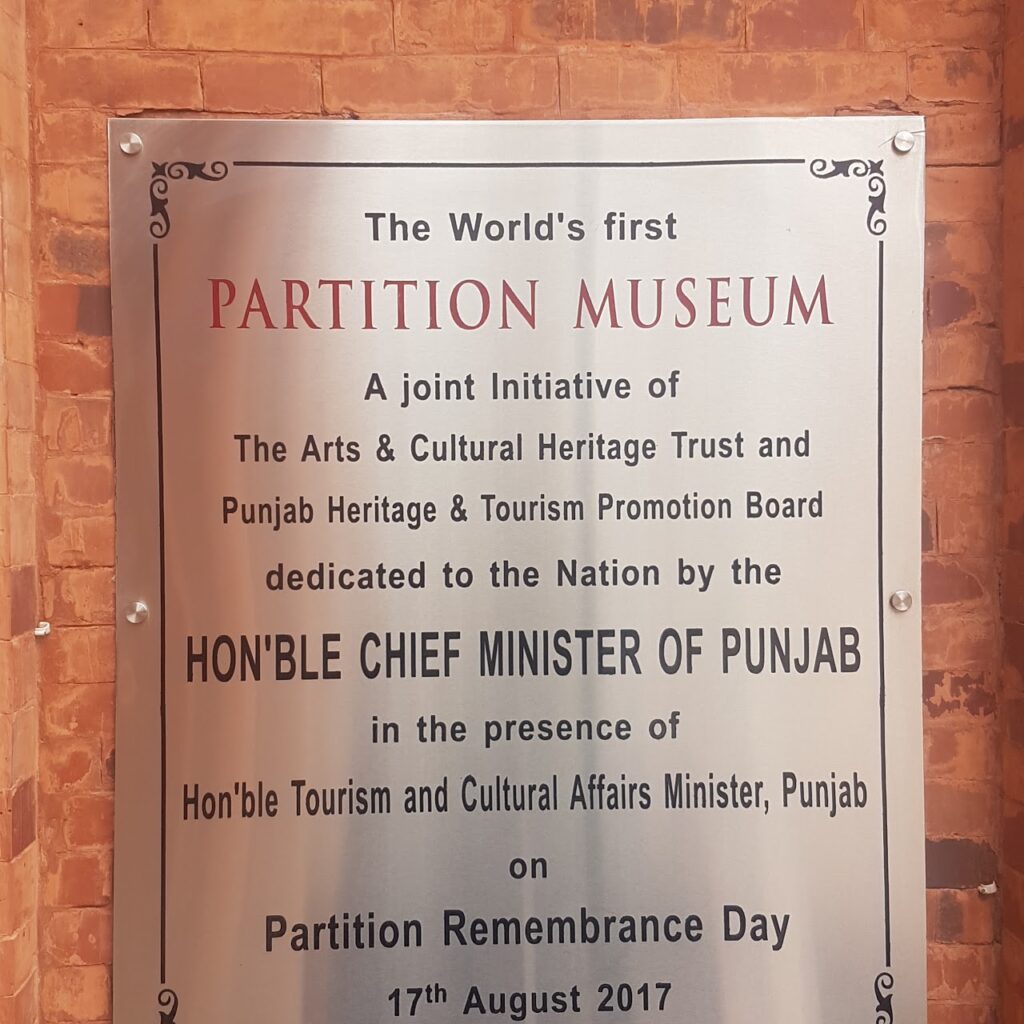 The World's first
PARTITION MUSEUM
A joint Initiative of
The Arts & Cultural Heritage Trust and
Punjab Heritage & Tourism Promotion Board
dedicated to the Nation by the
HON'BLE CHIEF MINISTER OF PUNJAB
in the presence of
Hon'ble Tourism and Cultural Affairs Minister, Punjab
on
Partition Remembrance Day
17th August 2017